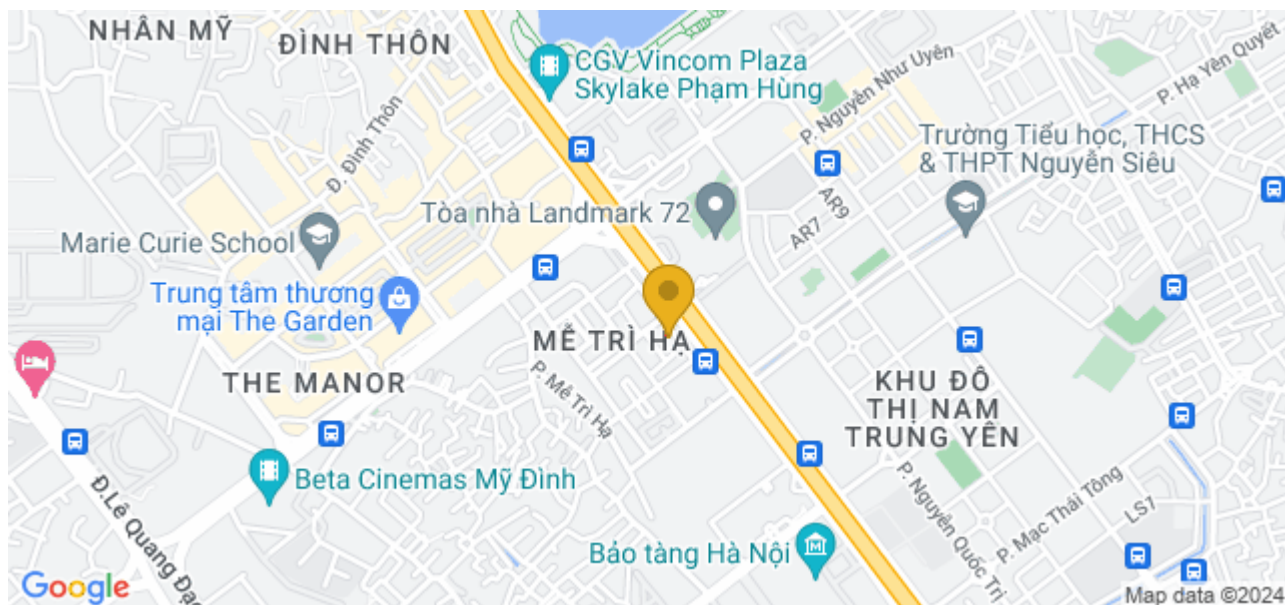 NHÂN MỸ
ĐÌNH THÔN
CGV Vincom Plaza
Skylake Phạm Hùng
P. Nguyễn Như Uyên
P. Hạ Yên Quyết
Đ. Đình Thôn
Trường Tiểu học, THCS
& THPT Nguyễn Siêu
Tòa nhà Landmark 72
AR9
AR7
Marie Curie School
Trung tâm thương
mại The Garden
MỄ TRÌ HẠ
THE MANOR
P. Mễ Trì Hạ
KHU ĐÔ
THỊ NAM
TRUNG YÊN
Beta Cinemas Mỹ Đình
Đ.Lê Quang Đạo
P. Nguyễn Quốc Trị
P. Mạc Thái Tông
LS1
Bảo tàng Hà Nội
Google
Map data ©2024